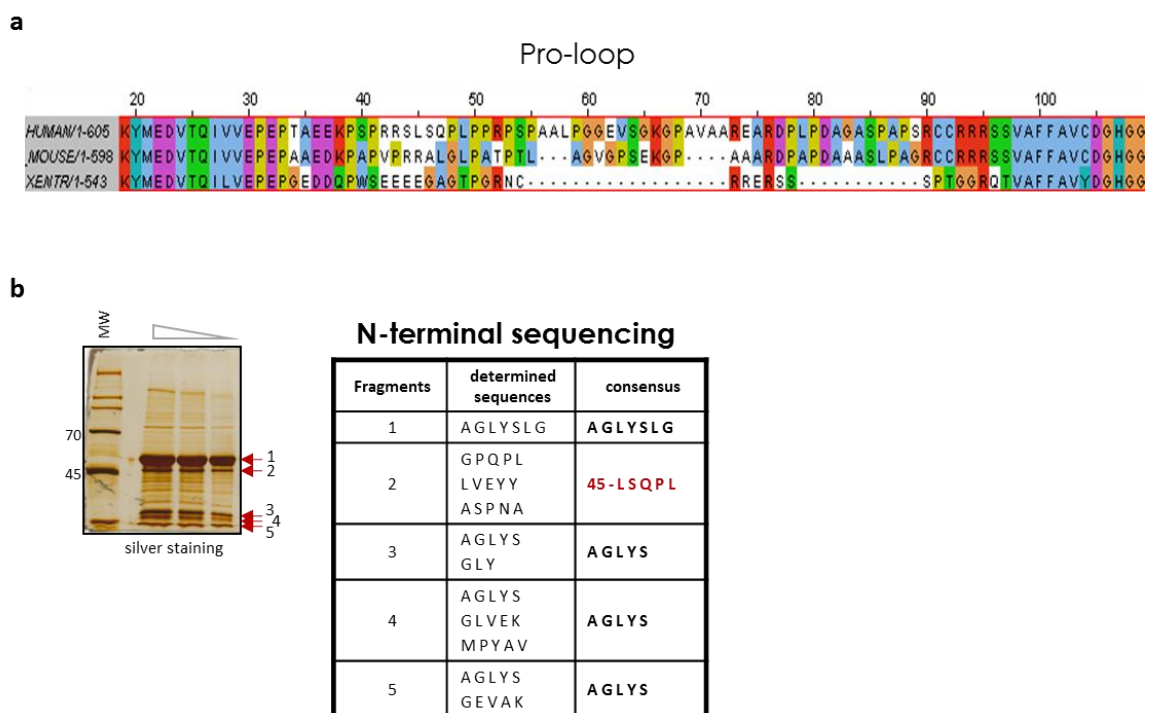 a
Pro-loop
20 30 40 50 60 70 80 90 100
HUMAN/1-605 KYMEDVTQIVVEPEPTAEEKPSPRRSLSQPLPPRPSPAALPGGEVSGKGPAVAAREARDPLPDAGASPAPSRCCRRRSSVAFFAVCDGHGG
MOUSE/1-598 KYMEDVTQIVVEPEPAAEDKPAPVPRRALGLPATPTL---AGVGPSEKGP----AAARDPAPDAAASLPAGRCCRRRSSVAFFAVCDGHGG
XENTR/1-543 KYMEDVTQILVEPEPGEDDQPWSEEEEGAGTPGRNC------------------RRERSS-----------SPTGGRQTVAFFAVYDGHGG
b
MW
70
45
1
2
3
4
5
silver staining
N-terminal sequencing
Fragments determined sequences consensus
1 AGLYSLG AGLYSLG
2 GPQPL 45-LSQPL
LVEYY
ASPNA
3 AGLYS AGLYS
GLY
4 AGLYS AGLYS
GLVEK
MPYAV
5 AGLYS AGLYS
GEVAK